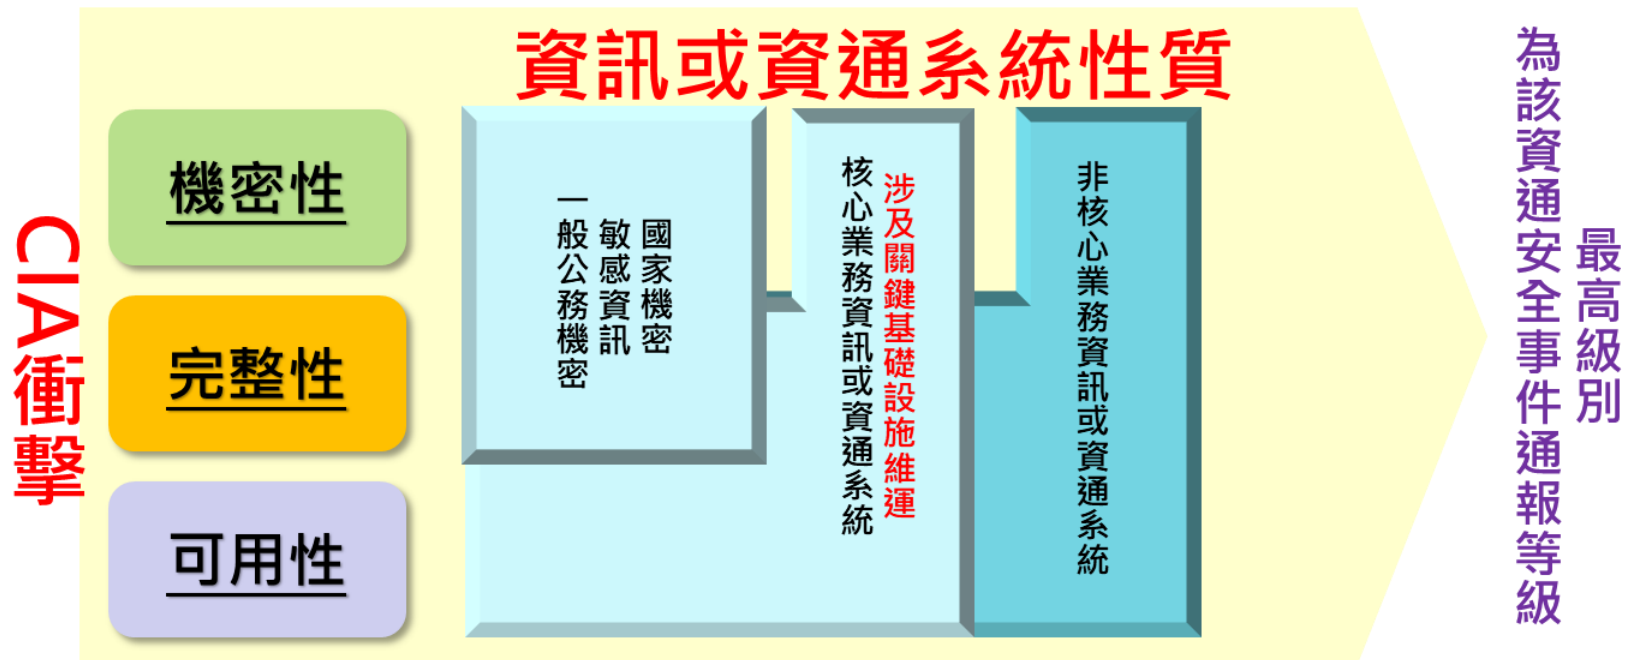 資訊或資通系統性質
CIA衝擊
機密性
完整性
可用性
國家機密
敏感資訊
一般公務機密
涉及關鍵基礎設施維運
核心業務資訊或資通系統
非核心業務資訊或資通系統
最高級別
為該資通安全事件通報等級